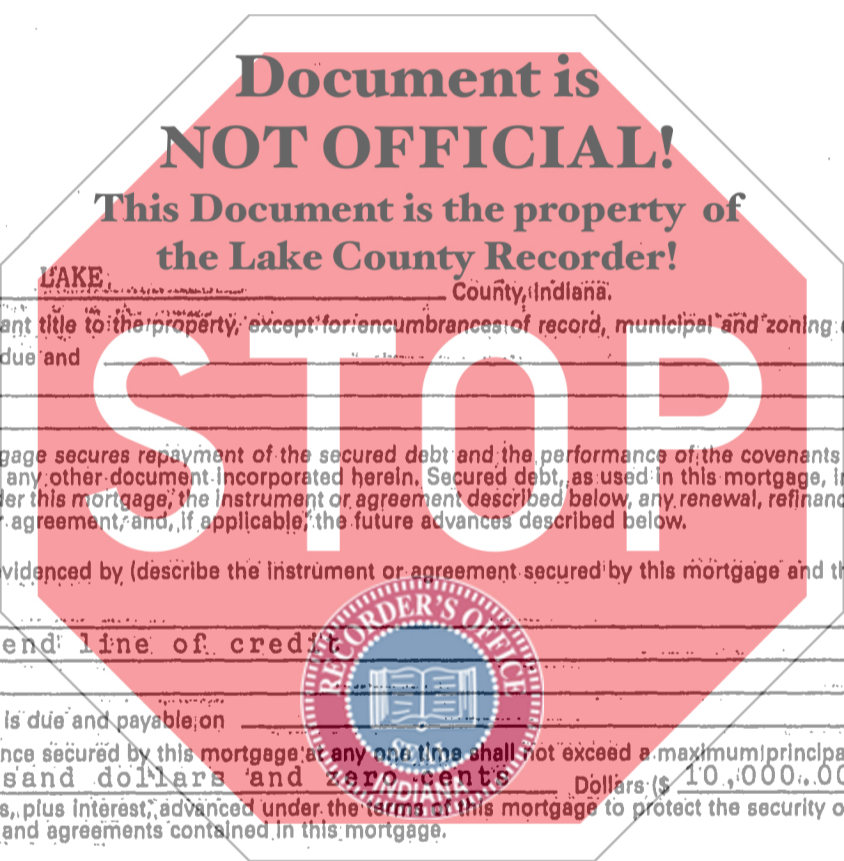 Document is
NOT OFFICIAL!
This Document is the property of
the Lake County Recorder!
LAKE County, Indiana.
ant title to the property, except for encumbrances of record, municipal and zoning
due and
STOP
gage secures repayment of the secured debt and the performance of the covenants
any other document incorporated herein. Secured debt, as used in this mortgage, in
er this mortgage, the instrument or agreement described below, any renewal, refinanc
agreement, and, if applicable, the future advances described below.
videnced by (describe the instrument or agreement secured by this mortgage and th
RECORDER'S OFFICE
end line of credit
is due and payable on
nce secured by this mortgage at any one time shall not exceed a maximum principa
sand dollars and zero cents Dollars ($ 10,000.00
INDIANA
s, plus interest, advanced under the terms of this mortgage to protect the security o
and agreements contained in this mortgage.